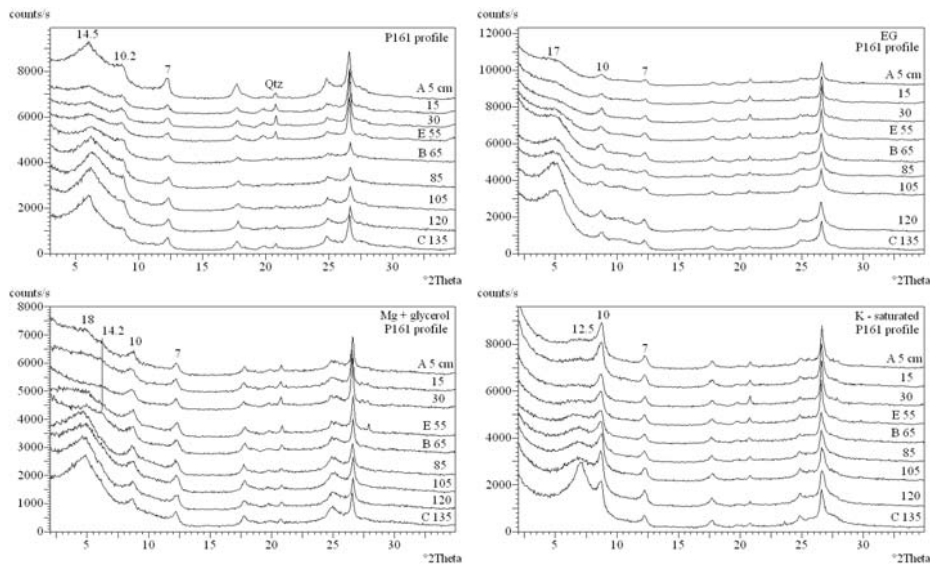 counts/s
P161 profile
14.5
10.2
7
Qtz
A 5 cm
15
30
E 55
B 65
85
105
120
C 135
8000
6000
4000
2000
0
5 10 15 20 25 30
°2Theta
counts/s
EG
P161 profile
17
10
7
A 5 cm
15
30
E 55
B 65
85
105
120
C 135
12000
10000
8000
6000
4000
2000
0
5 10 15 20 25 30
°2Theta
counts/s
Mg + glycerol
P161 profile
18
14.2
10
7
A 5 cm
15
30
E 55
B 65
85
105
120
C 135
8000
7000
6000
5000
4000
3000
2000
1000
0
5 10 15 20 25 30
°2Theta
counts/s
K - saturated
P161 profile
12.5
10
7
A 5 cm
15
30
E 55
B 65
85
105
120
C 135
8000
6000
4000
2000
0
5 10 15 20 25 30
°2Theta